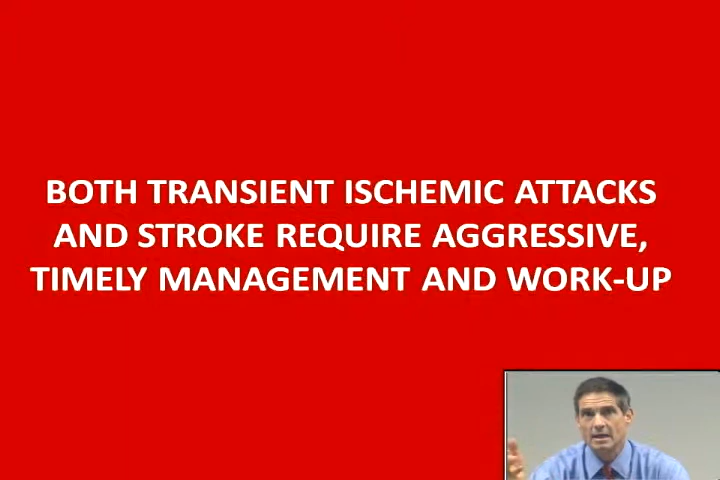 BOTH TRANSIENT ISCHEMIC ATTACKS
AND STROKE REQUIRE AGGRESSIVE,
TIMELY MANAGEMENT AND WORK-UP